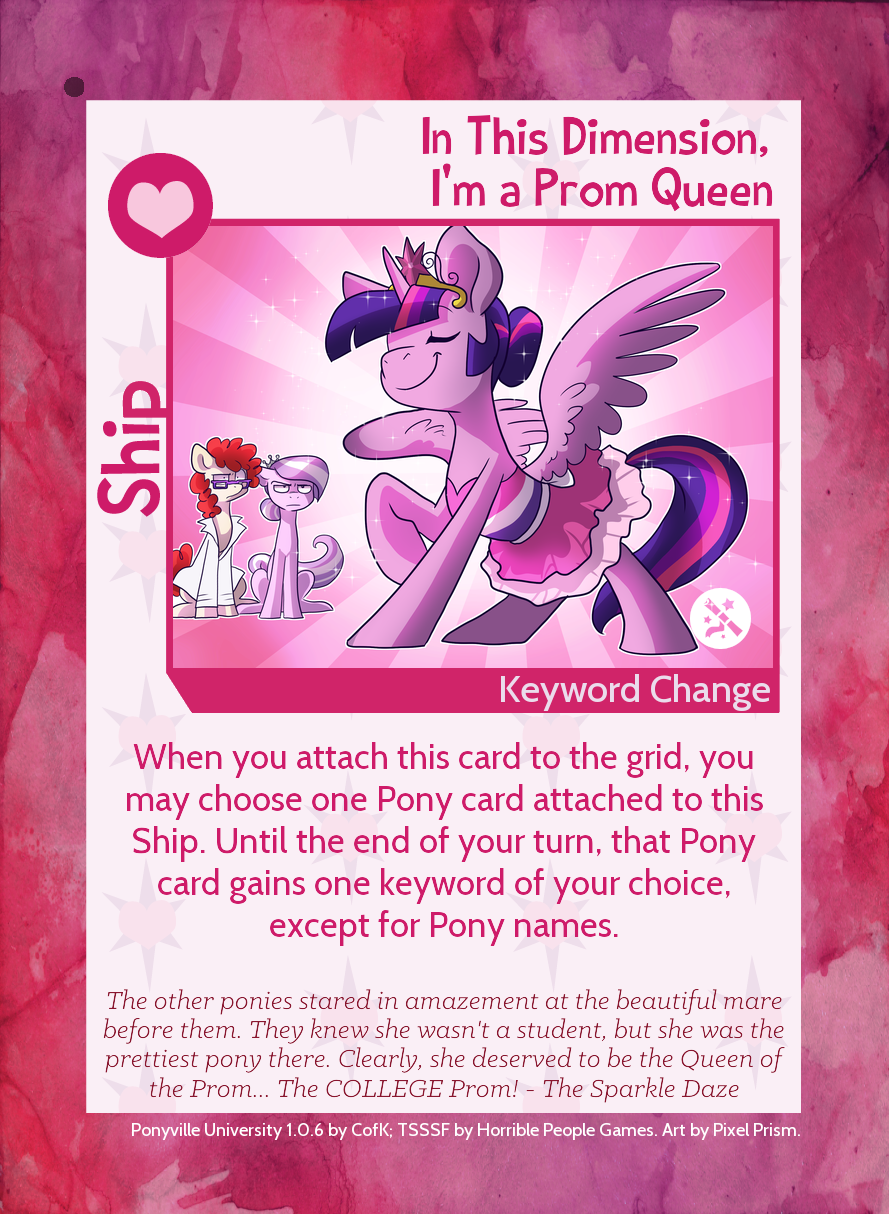 In This Dimension,
I'm a Prom Queen
Ship
Keyword Change
When you attach this card to the grid, you
may choose one Pony card attached to this
Ship. Until the end of your turn, that Pony
card gains one keyword of your choice,
except for Pony names.
The other ponies stared in amazement at the beautiful mare
before them. They knew she wasn't a student, but she was the
prettiest pony there. Clearly, she deserved to be the Queen of
the Prom... The COLLEGE Prom! - The Sparkle Daze
Ponyville University 1.0.6 by CofK; TSSSF by Horrible People Games. Art by Pixel Prism.